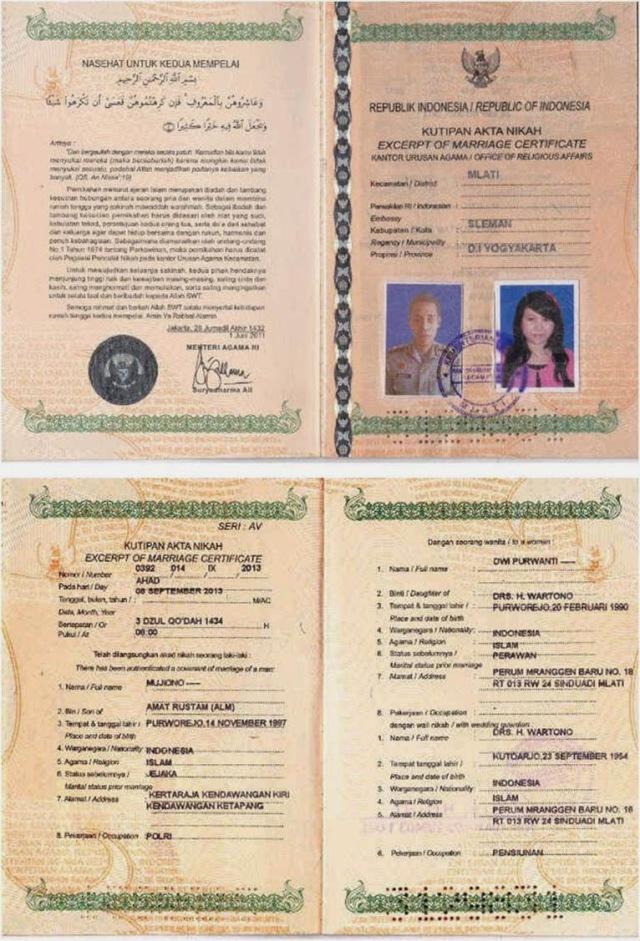 NASEHAT UNTUK KEDUA MEMPELAI
بِسْمِ اللهِ الرَّحْمٰنِ الرَّحِيْمِ
وَعَاشِرُوهُنَّ بِالْمَعْرُوفِ فَإِن كَرِهْتُمُوهُنَّ فَعَسَىٰ أَن تَكْرَهُوا شَيْئًا
وَيَجْعَلَ اللَّهُ فِيهِ خَيْرًا كَثِيرًا
Artinya :
"Dan bergaullah dengan mereka secara patut. Kemudian bila kamu tidak
menyukai mereka (maka bersabarlah) karena mungkin kamu tidak
menyukai sesuatu, padahal Allah menjadikan padanya kebaikan yang
banyak. (QS. An Nisaa':19)
Pernikahan menurut ajaran Islam merupakan ibadah dan lambang
kesucian hubungan antara seorang pria dan wanita dalam membina
rumah tangga yang sakinah mawaddah warahmah. Sebagai ibadah dan
lambang kesucian pernikahan harus didasari oleh niat yang suci,
kebulatan tekad, persetujuan kedua orang tua, serta do'a dari sahabat
dan keluarga agar dapat hidup bersama dengan rukun, harmonis dan
penuh kebahagiaan. Sebagaimana diamanatkan oleh undang-undang
No.1 Tahun 1974 tentang Perkawinan, maka pernikahan harus dicatat
oleh Pegawai Pencatat Nikah pada kantor Urusan Agama Kecamatan.
Untuk mewujudkan keluarga sakinah, kedua pihak hendaknya
menjunjung tinggi hak dan kewajiban masing-masing, saling cinta dan
kasih, saling menghormati dan memuliakan, serta saling mengingatkan
untuk selalu taat dan beribadah kepada Allah SWT.
Semoga rahmat dan berkah Allah SWT selalu menyertai kehidupan
rumah tangga kedua mempelai. Amin Ya Rabbal Alamin.
Jakarta, 28 Jumadil Akhir 1432
1 Juni 2011
MENTERI AGAMA RI
Suryadharma Ali
REPUBLIK INDONESIA / REPUBLIC OF INDONESIA
KUTIPAN AKTA NIKAH
EXCERPT OF MARRIAGE CERTIFICATE
KANTOR URUSAN AGAMA / OFFICE OF RELIGIOUS AFFAIRS
Kecamatan / District : MLATI
Perwakilan RI / Indonesian :
Embassy
Kabupaten / Kota : SLEMAN
Regency / Municipality
Propinsi / Province : D.I YOGYAKARTA
SERI : AV
KUTIPAN AKTA NIKAH
EXCERPT OF MARRIAGE CERTIFICATE
Nomor / Number 0392 / 014 / IX / 2013
Pada hari / Day AHAD
Tanggal, bulan, tahun : 08 SEPTEMBER 2013 M/AC
Date, Month, Year
Bertepatan / Or 3 DZUL QO'DAH 1434 H
Pukul / At 08:00
Telah dilangsungkan akad nikah seorang laki-laki :
There has been authenticated a covenant of marriage of a man:
1. Nama / Full name : MUJIONO -----
2. Bin / Son of : AMAT RUSTAM (ALM)
3. Tempat & tanggal lahir : PURWOREJO,14 NOVEMBER 1987
Place and date of birth
4. Warganegara / Nationality: INDONESIA
5. Agama / Religion : ISLAM
6. Status sebelumnya / : JEJAKA
Marital status prior marriage
7. Alamat / Address : KERTARAJA KENDAWANGAN KIRI
KENDAWANGAN KETAPANG
8. Pekerjaan / Occupation : POLRI
Dengan seorang wanita / to a woman :
1. Nama / Full name : DWI PURWANTI -----
2. Binti / Daughter of : DRS. H. WARTONO
3. Tempat & tanggal lahir / : PURWOREJO,20 FEBRUARI 1990
Place and date of birth
4. Warganegara / Nationality: INDONESIA
5. Agama / Religion : ISLAM
6. Status sebelumnya / : PERAWAN
Marital status prior marriage
7. Nama / Address : PERUM MRANGGEN BARU NO. 18
RT 013 RW 24 SINDUADI MLATI
8. Pekerjaan / Occupation :
dengan wali nikah / with wedding guardian :
1. Nama / Full name : DRS. H. WARTONO
2. Tempat tanggal lahir / : KUTOARJO,23 SEPTEMBER 1954
Place and date of birth
3. Warganegara / Nationality : INDONESIA
4. Agama / Religion : ISLAM
5. Alamat / Address : PERUM MRANGGEN BARU NO. 18
RT 013 RW 24 SINDUADI MLATI
6. Pekerjaan / Occupation : PENSIUNAN